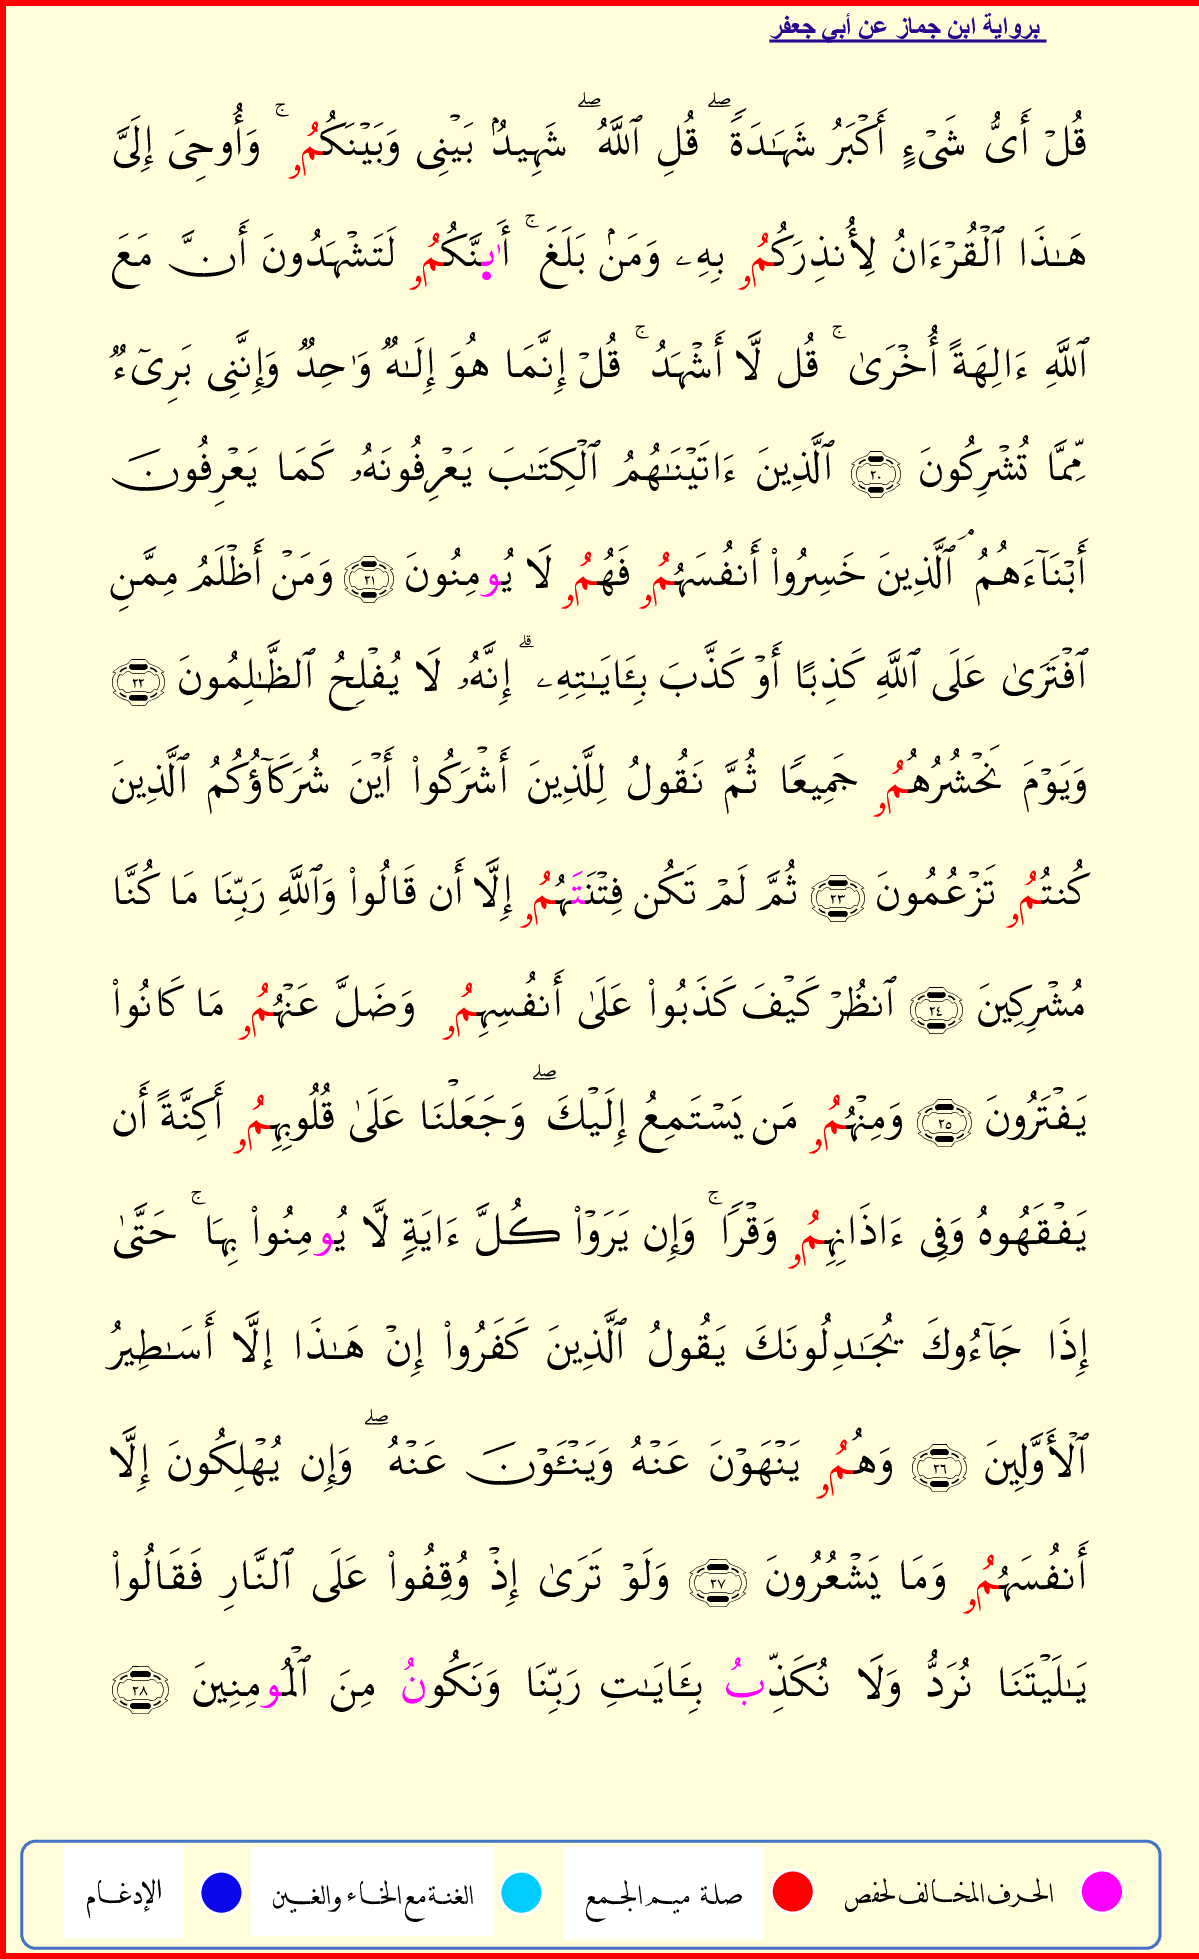 برواية ابن جماز عن أبي جعفر
قُلۡ أَيُّ شَيۡءٍ أَكۡبَرُ شَهَٰدَةٗۖ قُلِ ٱللَّهُۖ شَهِيدُۢ بَيۡنِي وَبَيۡنَكُمُۥۚ وَأُوحِيَ إِلَيَّ
هَٰذَا ٱلۡقُرۡءَانُ لِأُنذِرَكُمُۥ بِهِۦ وَمَنۢ بَلَغَۚ أَٰي۪نَّكُمُۥ لَتَشۡهَدُونَ أَنَّ مَعَ
ٱللَّهِ ءَالِهَةً أُخۡرَىٰۚ قُل لَّا أَشۡهَدُۚ قُلۡ إِنَّمَا هُوَ إِلَٰهٞ وَٰحِدٞ وَإِنَّنِي بَرِيٓءٞ
مِّمَّا تُشۡرِكُونَ ٢٠ ٱلَّذِينَ ءَاتَيۡنَٰهُمُ ٱلۡكِتَٰبَ يَعۡرِفُونَهُۥ كَمَا يَعۡرِفُونَ
أَبۡنَآءَهُمُۘ ٱلَّذِينَ خَسِرُواْ أَنفُسَهُمُۥ فَهُمُۥ لَا يُومِنُونَ ٢١ وَمَنۡ أَظۡلَمُ مِمَّنِ
ٱفۡتَرَىٰ عَلَى ٱللَّهِ كَذِبًا أَوۡ كَذَّبَ بِـَٔايَٰتِهِۦۗ إِنَّهُۥ لَا يُفۡلِحُ ٱلظَّٰلِمُونَ ٢٢
وَيَوۡمَ نَحۡشُرُهُمُۥ جَمِيعٗا ثُمَّ نَقُولُ لِلَّذِينَ أَشۡرَكُواْ أَيۡنَ شُرَكَآؤُكُمُ ٱلَّذِينَ
كُنتُمُۥ تَزۡعُمُونَ ٢٣ ثُمَّ لَمۡ تَكُن فِتۡنَتَهُمُۥ إِلَّا أَن قَالُواْ وَٱللَّهِ رَبِّنَا مَا كُنَّا
مُشۡرِكِينَ ٢٤ ٱنظُرۡ كَيۡفَ كَذَبُواْ عَلَىٰ أَنفُسِهِمُۥ وَضَلَّ عَنۡهُمُۥ مَا كَانُواْ
يَفۡتَرُونَ ٢٥ وَمِنۡهُمُۥ مَن يَسۡتَمِعُ إِلَيۡكَۖ وَجَعَلۡنَا عَلَىٰ قُلُوبِهِمُۥ أَكِنَّةً أَن
يَفۡقَهُوهُ وَفِي ءَاذَانِهِمُۥ وَقۡرٗاۚ وَإِن يَرَوۡاْ كُلَّ ءَايَةٖ لَّا يُومِنُواْ بِهَاۚ حَتَّىٰ
إِذَا جَآءُوكَ يُجَٰدِلُونَكَ يَقُولُ ٱلَّذِينَ كَفَرُواْ إِنۡ هَٰذَا إِلَّا أَسَٰطِيرُ
ٱلۡأَوَّلِينَ ٢٦ وَهُمُۥ يَنۡهَوۡنَ عَنۡهُ وَيَنۡـَٔوۡنَ عَنۡهُۖ وَإِن يُهۡلِكُونَ إِلَّا
أَنفُسَهُمُۥ وَمَا يَشۡعُرُونَ ٢٧ وَلَوۡ تَرَىٰ إِذۡ وُقِفُواْ عَلَى ٱلنَّارِ فَقَالُواْ
يَٰلَيۡتَنَا نُرَدُّ وَلَا نُكَذِّبُ بِـَٔايَٰتِ رَبِّنَا وَنَكُونُ مِنَ ٱلۡمُومِنِينَ ٢٨
الحرف المخالف لحفص صلة ميم الجمع الغنة مع الخاء والغين الإدغام